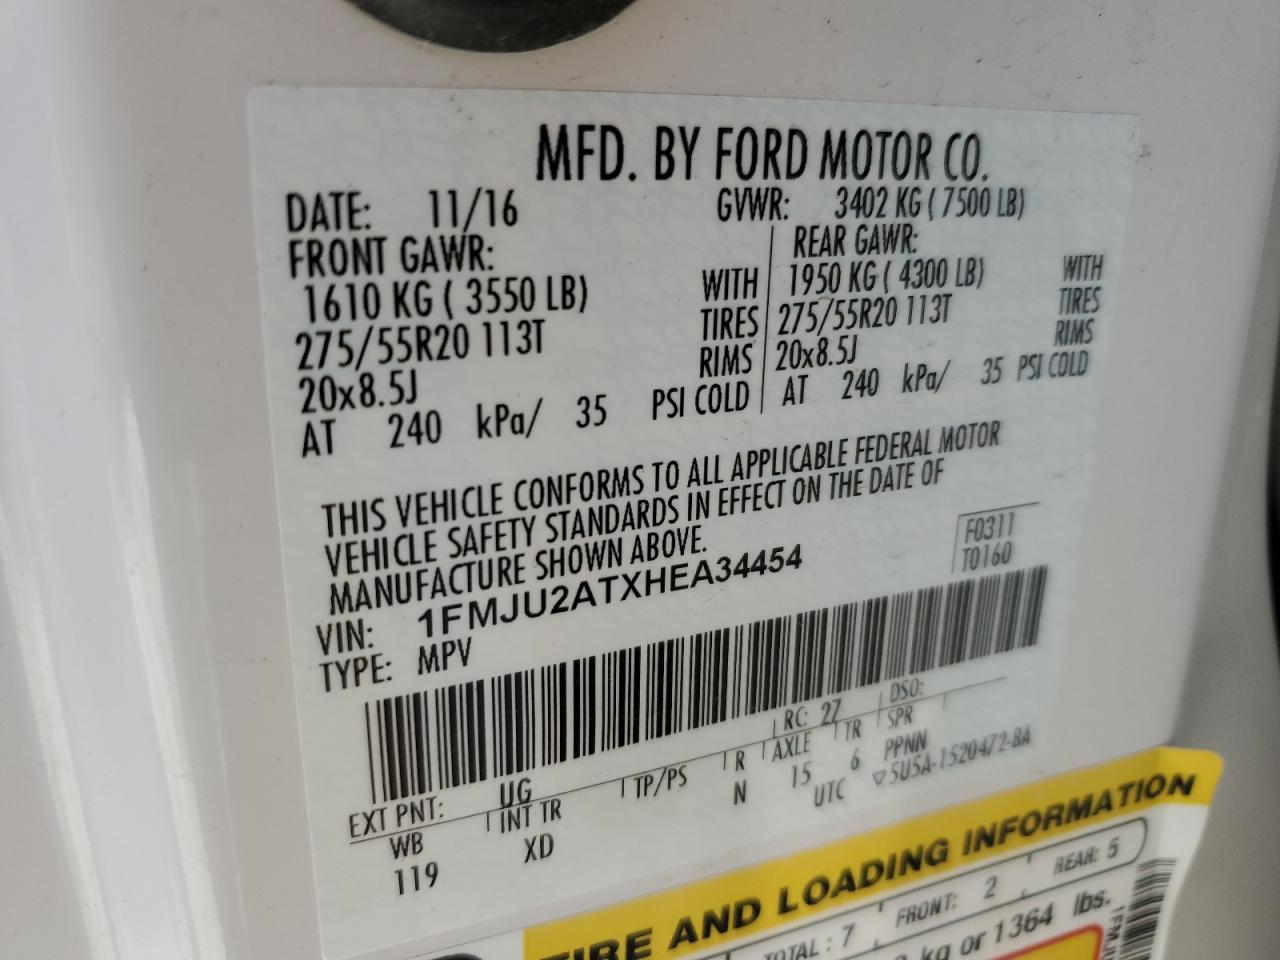 MFD. BY FORD MOTOR CO.
DATE: 11/16 GVWR: 3402 KG ( 7500 LB)
FRONT GAWR: REAR GAWR:
1610 KG ( 3550 LB) WITH 1950 KG ( 4300 LB) WITH
275/55R20 113T TIRES 275/55R20 113T TIRES
20x8.5J RIMS 20x8.5J RIMS
AT 240 kPa/ 35 PSI COLD AT 240 kPa/ 35 PSI COLD
THIS VEHICLE CONFORMS TO ALL APPLICABLE FEDERAL MOTOR
VEHICLE SAFETY STANDARDS IN EFFECT ON THE DATE OF
MANUFACTURE SHOWN ABOVE.
F0311
T0160
VIN: 1FMJU2ATXHEA34454
TYPE: MPV
EXT PNT: UG RC: 27 DSO:
WB INT TR TP/PS R AXLE TR SPR
119 XD N 15 6 PPNN
UTC ▽5U5A-1520472-BA
TIRE AND LOADING INFORMATION
TOTAL : 7 FRONT: 2 REAR: 5
kg or 1364 lbs.